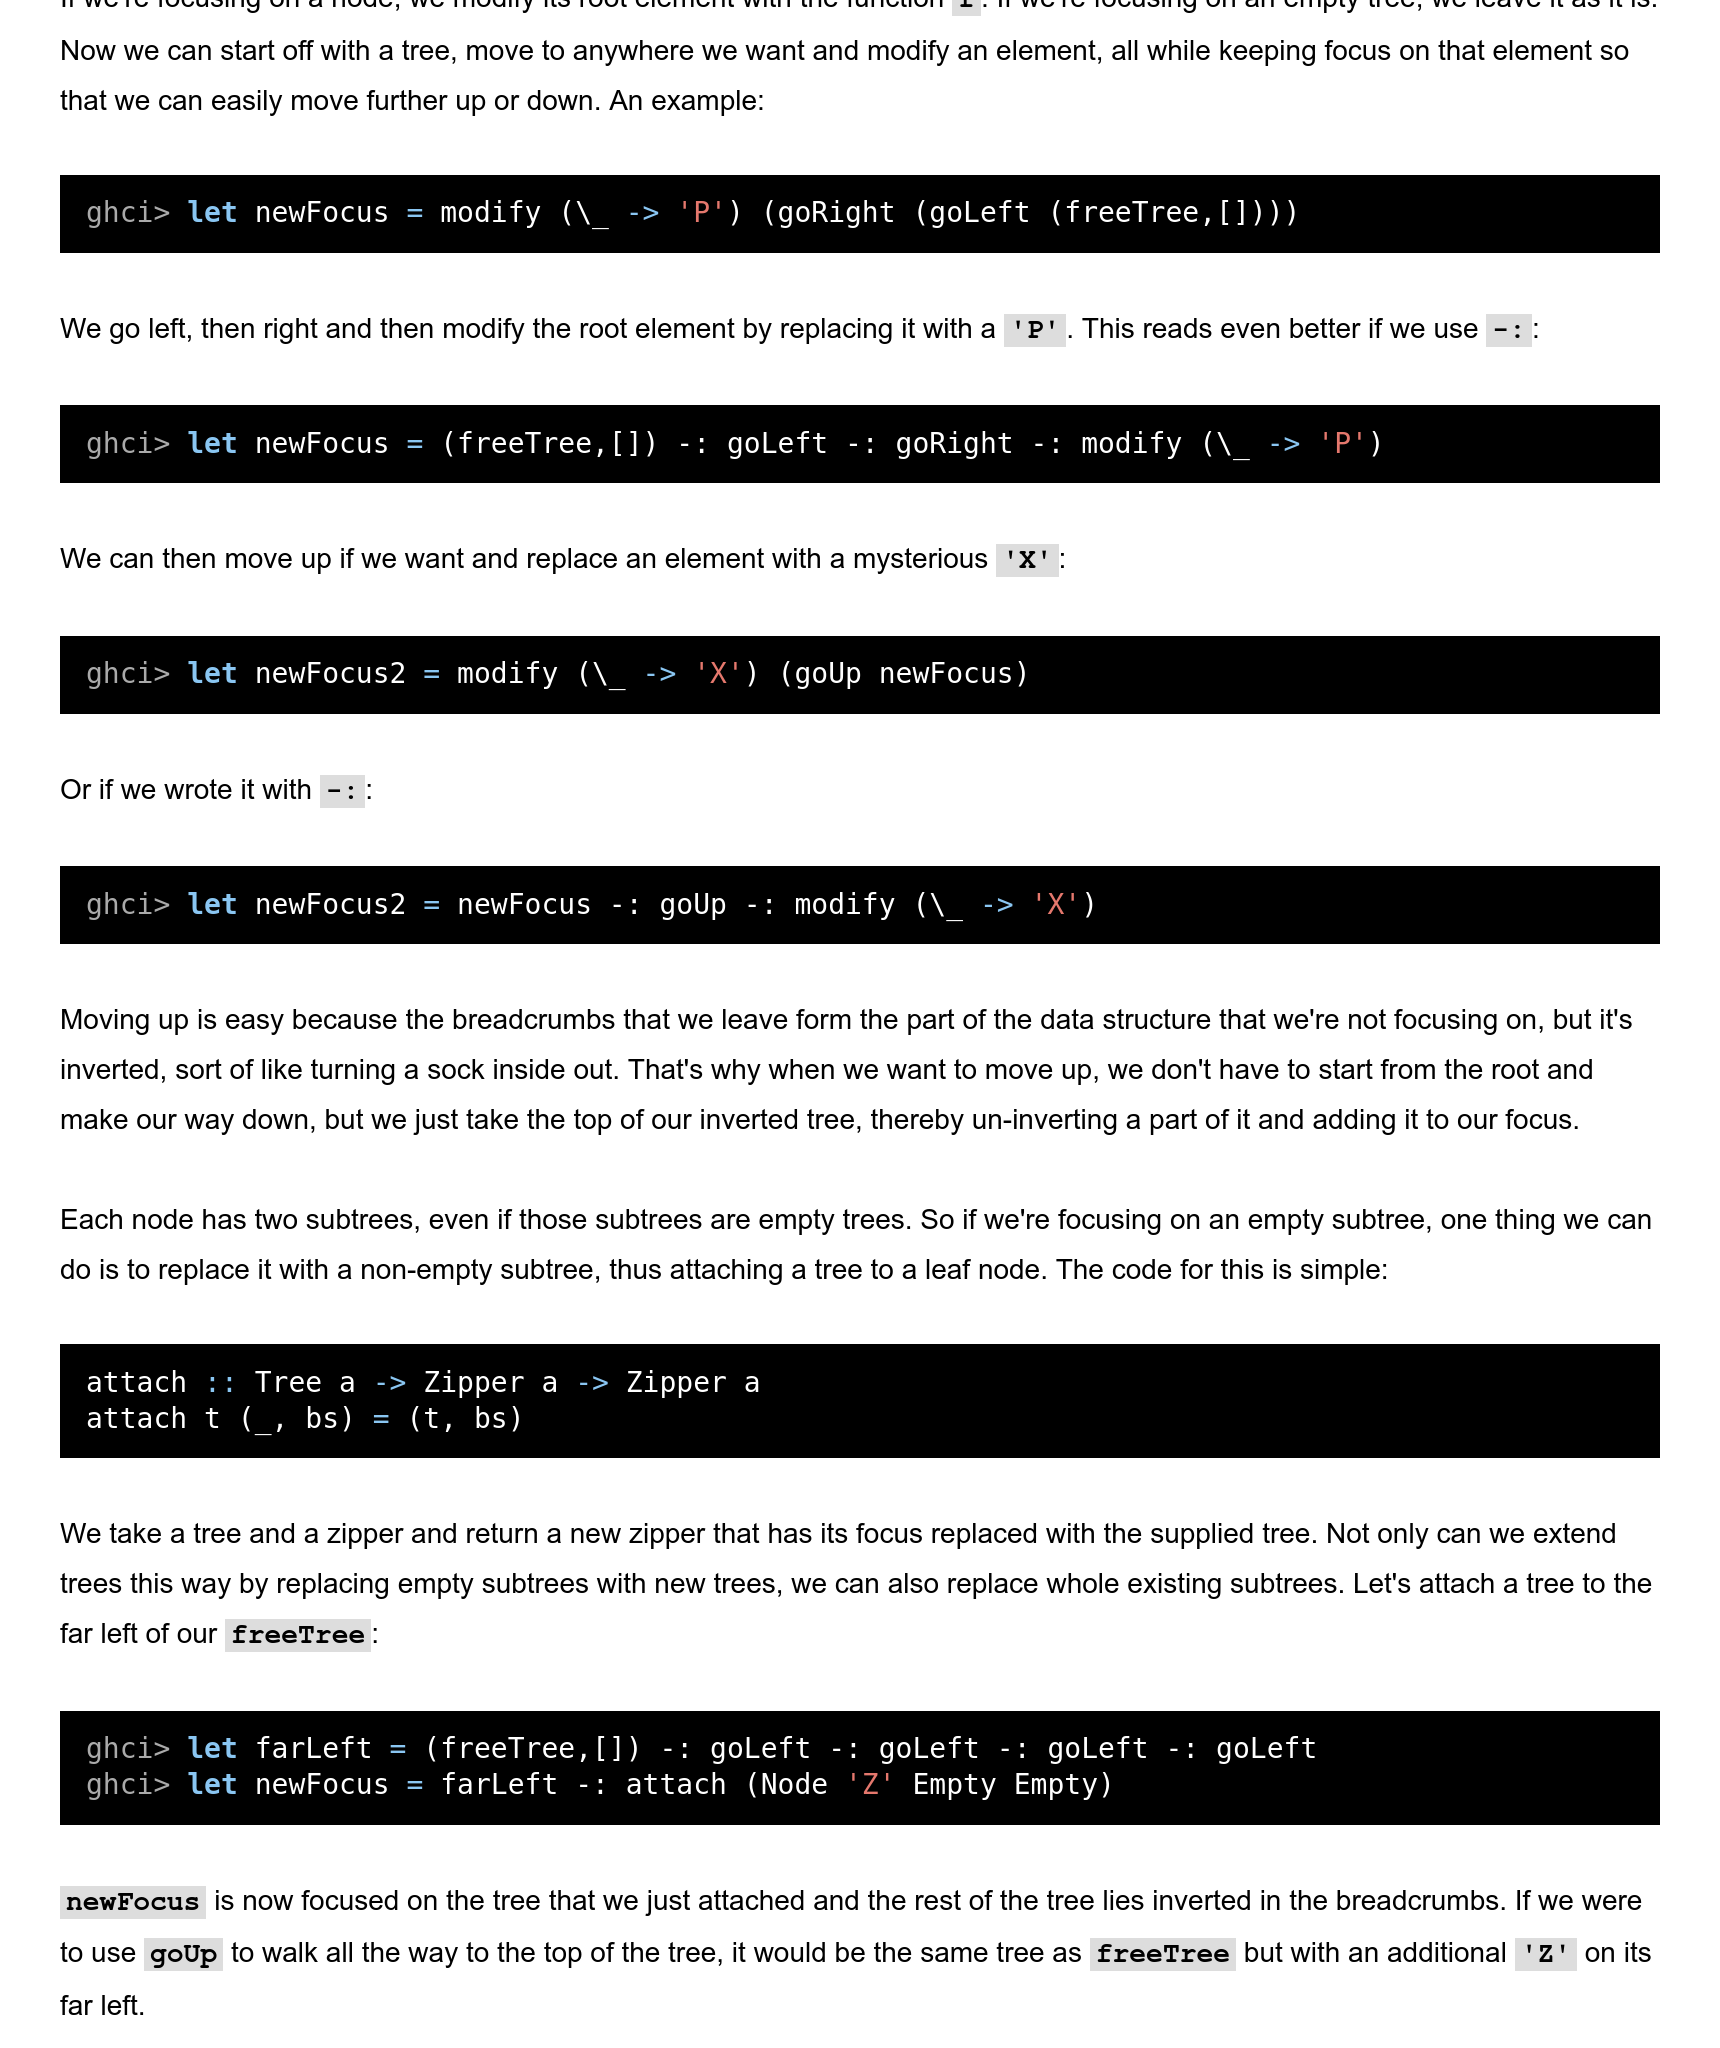 If we're focusing on a node, we modify its root element with the function f. If we're focusing on an empty tree, we leave it as it is.
Now we can start off with a tree, move to anywhere we want and modify an element, all while keeping focus on that element so
that we can easily move further up or down. An example:
ghci> let newFocus = modify (\_ -> 'P') (goRight (goLeft (freeTree,[])))
We go left, then right and then modify the root element by replacing it with a 'P'. This reads even better if we use -::
ghci> let newFocus = (freeTree,[]) -: goLeft -: goRight -: modify (\_ -> 'P')
We can then move up if we want and replace an element with a mysterious 'X':
ghci> let newFocus2 = modify (\_ -> 'X') (goUp newFocus)
Or if we wrote it with -::
ghci> let newFocus2 = newFocus -: goUp -: modify (\_ -> 'X')
Moving up is easy because the breadcrumbs that we leave form the part of the data structure that we're not focusing on, but it's
inverted, sort of like turning a sock inside out. That's why when we want to move up, we don't have to start from the root and
make our way down, but we just take the top of our inverted tree, thereby un-inverting a part of it and adding it to our focus.
Each node has two subtrees, even if those subtrees are empty trees. So if we're focusing on an empty subtree, one thing we can
do is to replace it with a non-empty subtree, thus attaching a tree to a leaf node. The code for this is simple:
attach :: Tree a -> Zipper a -> Zipper a
attach t (_, bs) = (t, bs)
We take a tree and a zipper and return a new zipper that has its focus replaced with the supplied tree. Not only can we extend
trees this way by replacing empty subtrees with new trees, we can also replace whole existing subtrees. Let's attach a tree to the
far left of our freeTree:
ghci> let farLeft = (freeTree,[]) -: goLeft -: goLeft -: goLeft -: goLeft
ghci> let newFocus = farLeft -: attach (Node 'Z' Empty Empty)
newFocus is now focused on the tree that we just attached and the rest of the tree lies inverted in the breadcrumbs. If we were
to use goUp to walk all the way to the top of the tree, it would be the same tree as freeTree but with an additional 'Z' on its
far left.